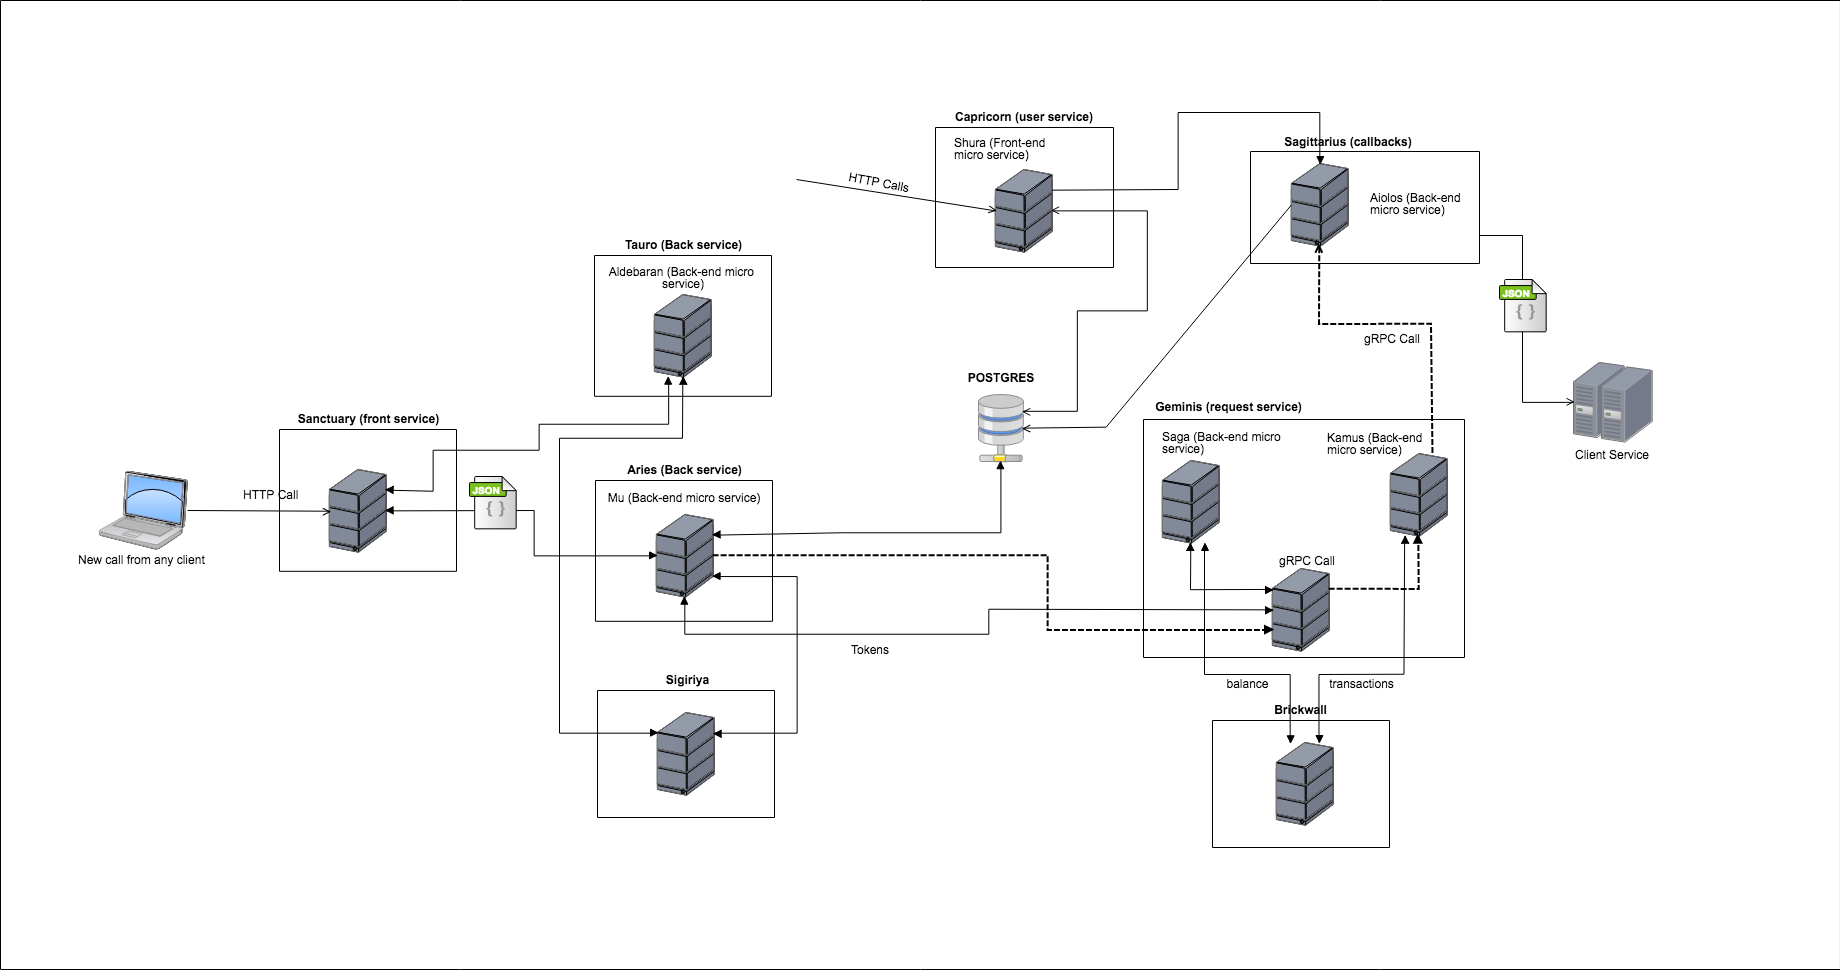 Capricorn (user service)
Shura (Front-end
micro service)
HTTP Calls
Sagittarius (callbacks)
Aiolos (Back-end
micro service)
Tauro (Back service)
Aldebaran (Back-end micro
service)
JSON
{ }
gRPC Call
POSTGRES
Client Service
Geminis (request service)
Saga (Back-end micro
service)
Kamus (Back-end
micro service)
Sanctuary (front service)
HTTP Call
New call from any client
JSON
{ }
Aries (Back service)
Mu (Back-end micro service)
gRPC Call
Tokens
Sigiriya
balance
transactions
Brickwall